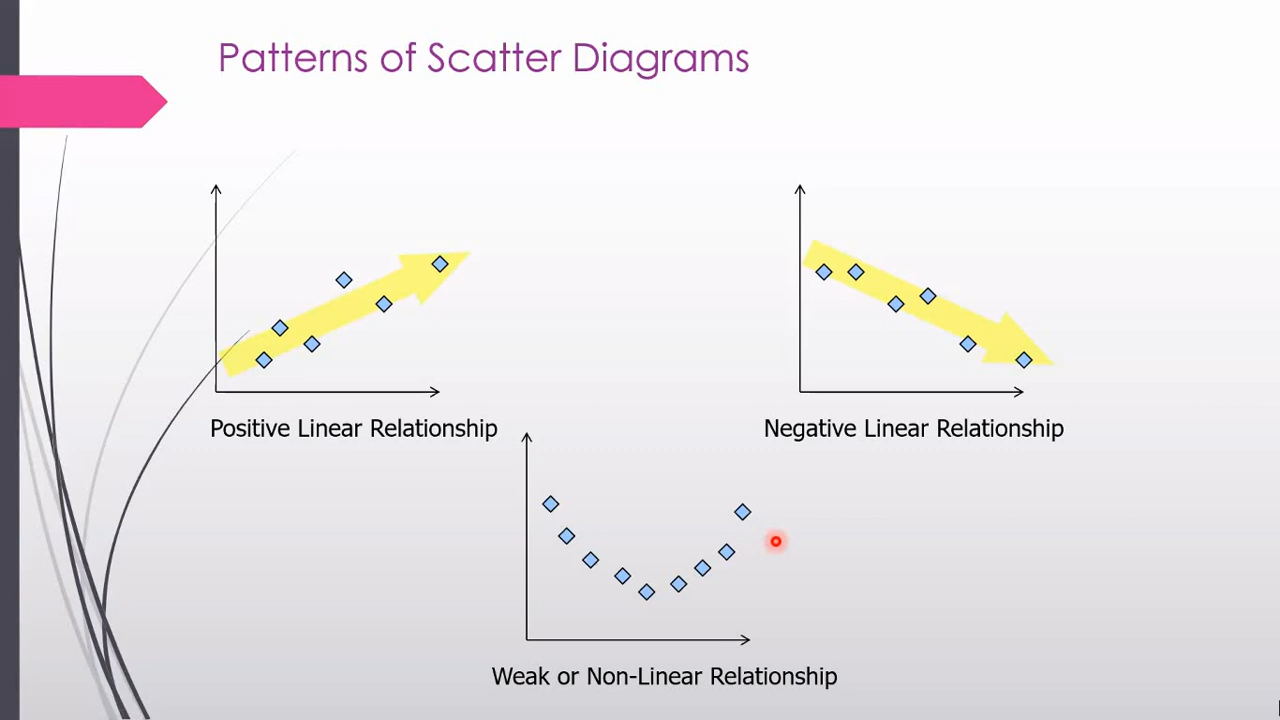 Patterns of Scatter Diagrams
Positive Linear Relationship
Negative Linear Relationship
Weak or Non-Linear Relationship